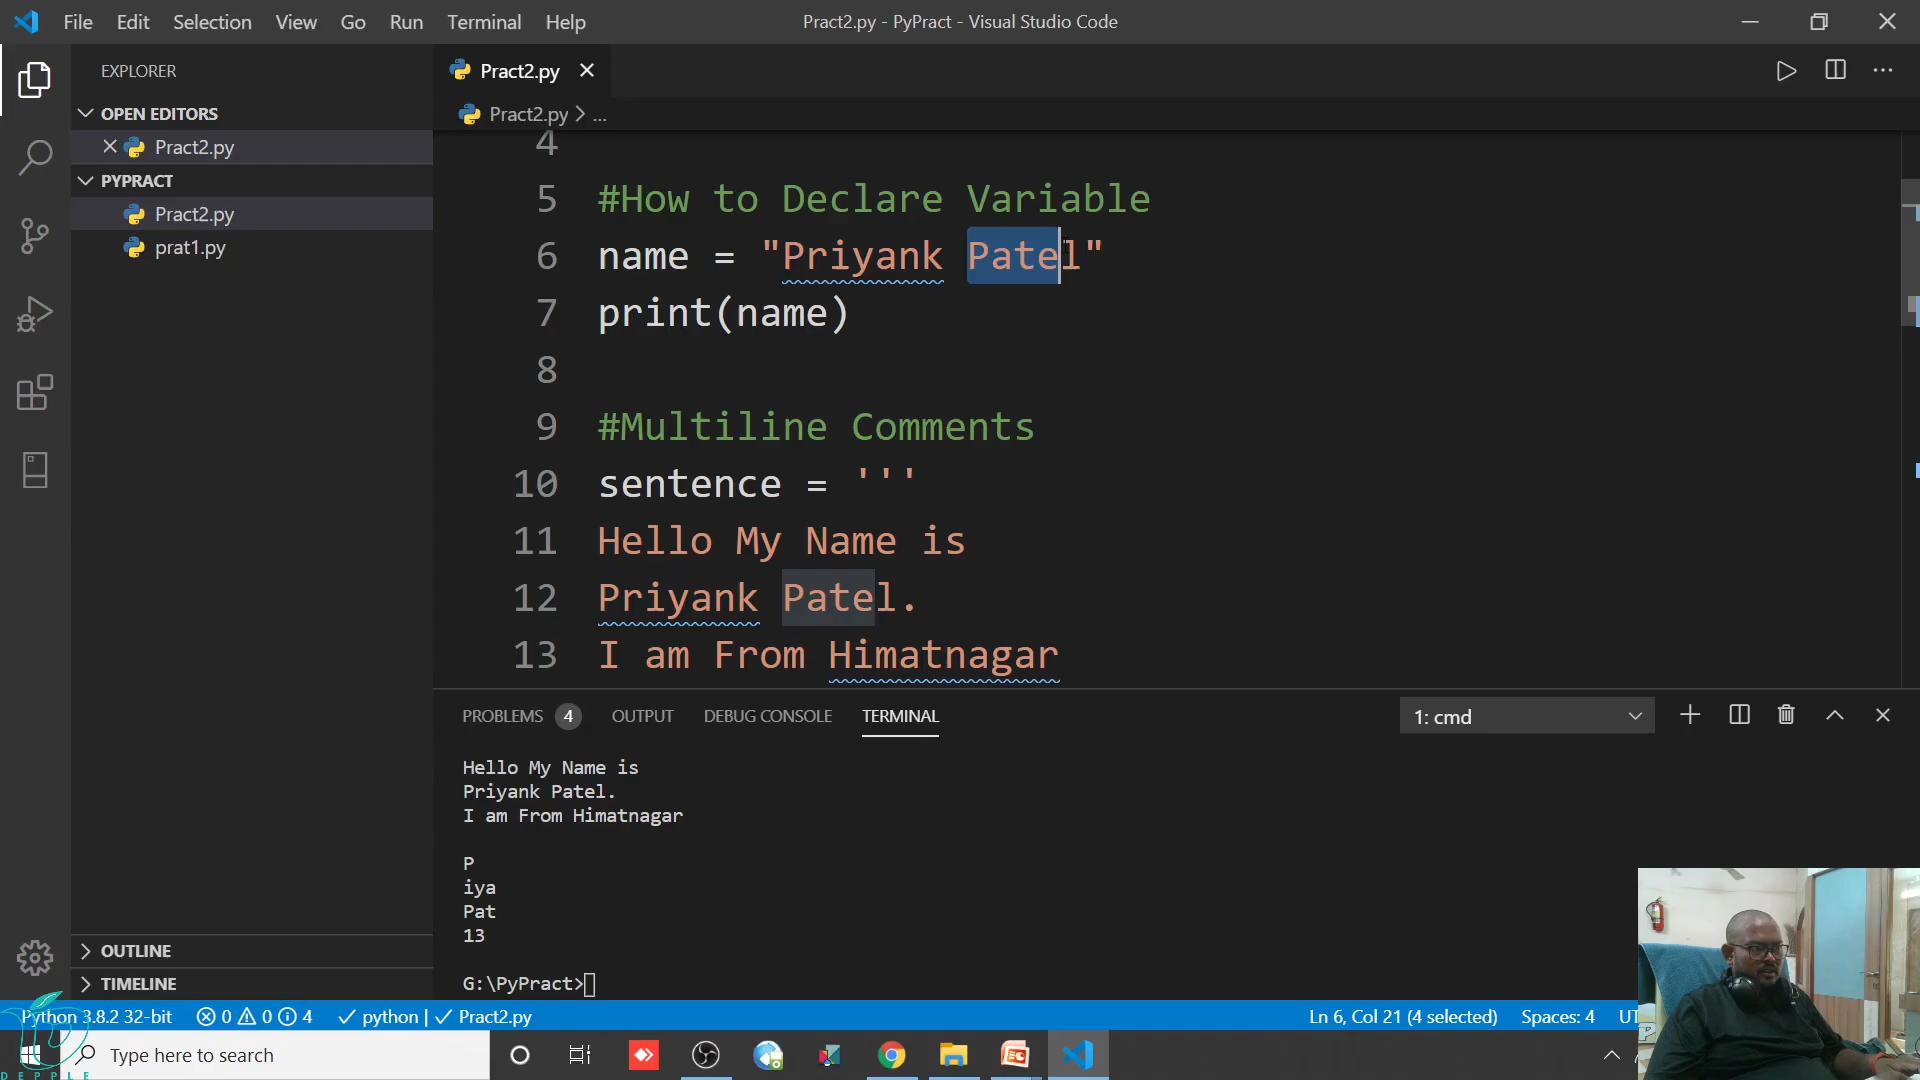 File Edit Selection View Go Run Terminal Help
Pract2.py - PyPract - Visual Studio Code
EXPLORER
OPEN EDITORS
Pract2.py
PYPRACT
Pract2.py
prat1.py
OUTLINE
TIMELINE
Pract2.py
Pract2.py > ...
4
5 #How to Declare Variable
6 name = "Priyank Patel"
7 print(name)
8
9 #Multiline Comments
10 sentence = '''
11 Hello My Name is
12 Priyank Patel.
13 I am From Himatnagar
PROBLEMS 4 OUTPUT DEBUG CONSOLE TERMINAL
1: cmd
Hello My Name is
Priyank Patel.
I am From Himatnagar
P
iya
Pat
13
G:\PyPract>
Python 3.8.2 32-bit 0 0 4 python | Pract2.py
Ln 6, Col 21 (4 selected) Spaces: 4 UT
Type here to search
DEPPLE